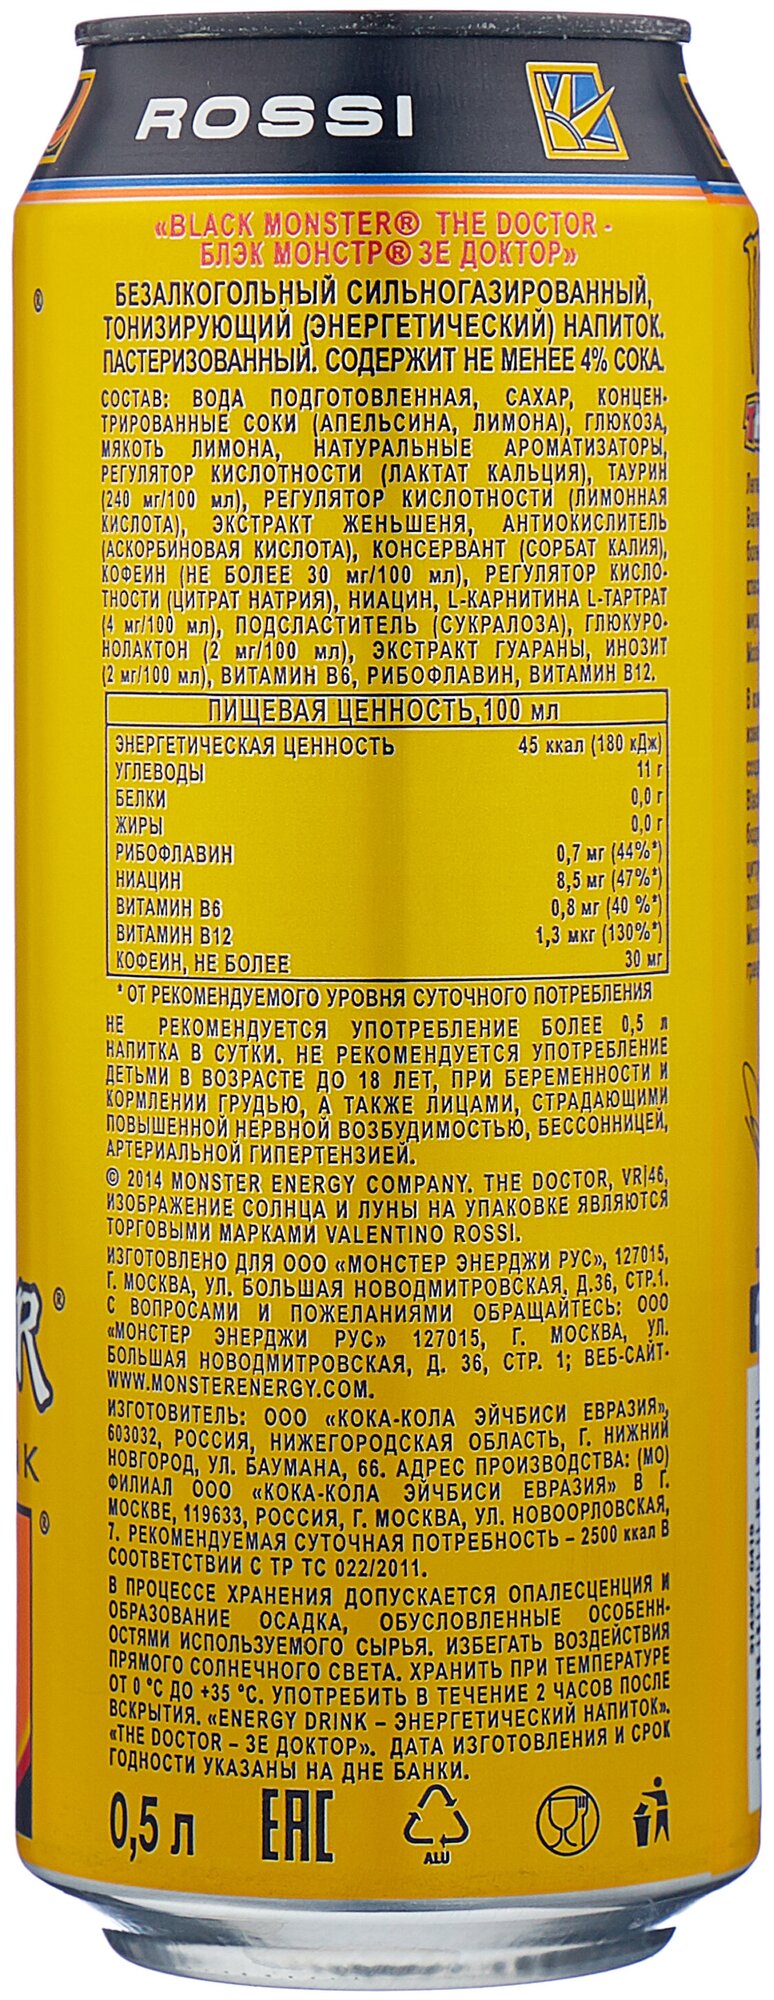 ROSSI
«BLACK MONSTER® THE DOCTOR -
БЛЭК МОНСТР® ЗЕ ДОКТОР»
БЕЗАЛКОГОЛЬНЫЙ СИЛЬНОГАЗИРОВАННЫЙ,
ТОНИЗИРУЮЩИЙ (ЭНЕРГЕТИЧЕСКИЙ) НАПИТОК.
ПАСТЕРИЗОВАННЫЙ. СОДЕРЖИТ НЕ МЕНЕЕ 4% СОКА.
СОСТАВ: ВОДА ПОДГОТОВЛЕННАЯ, САХАР, КОНЦЕН-
ТРИРОВАННЫЕ СОКИ (АПЕЛЬСИНА, ЛИМОНА), ГЛЮКОЗА,
МЯКОТЬ ЛИМОНА, НАТУРАЛЬНЫЕ АРОМАТИЗАТОРЫ,
РЕГУЛЯТОР КИСЛОТНОСТИ (ЛАКТАТ КАЛЬЦИЯ), ТАУРИН
(240 мг/100 мл), РЕГУЛЯТОР КИСЛОТНОСТИ (ЛИМОННАЯ
КИСЛОТА), ЭКСТРАКТ ЖЕНЬШЕНЯ, АНТИОКИСЛИТЕЛЬ
(АСКОРБИНОВАЯ КИСЛОТА), КОНСЕРВАНТ (СОРБАТ КАЛИЯ),
КОФЕИН (НЕ БОЛЕЕ 30 мг/100 мл), РЕГУЛЯТОР КИСЛО-
ТНОСТИ (ЦИТРАТ НАТРИЯ), НИАЦИН, L-КАРНИТИНА L-ТАРТРАТ
(4 мг/100 мл), ПОДСЛАСТИТЕЛЬ (СУКРАЛОЗА), ГЛЮКУРО-
НОЛАКТОН (2 мг/100 мл), ЭКСТРАКТ ГУАРАНЫ, ИНОЗИТ
(2 мг/100 мл), ВИТАМИН B6, РИБОФЛАВИН, ВИТАМИН B12.
ПИЩЕВАЯ ЦЕННОСТЬ,100 мл
ЭНЕРГЕТИЧЕСКАЯ ЦЕННОСТЬ 45 ккал (180 кДж)
УГЛЕВОДЫ 11 г
БЕЛКИ 0,0 г
ЖИРЫ 0,0 г
РИБОФЛАВИН 0,7 мг (44%*)
НИАЦИН 8,5 мг (47%*)
ВИТАМИН B6 0,8 мг (40 %*)
ВИТАМИН B12 1,3 мкг (130%*)
КОФЕИН, НЕ БОЛЕЕ 30 мг
* ОТ РЕКОМЕНДУЕМОГО УРОВНЯ СУТОЧНОГО ПОТРЕБЛЕНИЯ
НЕ РЕКОМЕНДУЕТСЯ УПОТРЕБЛЕНИЕ БОЛЕЕ 0,5 л
НАПИТКА В СУТКИ. НЕ РЕКОМЕНДУЕТСЯ УПОТРЕБЛЕНИЕ
ДЕТЬМИ В ВОЗРАСТЕ ДО 18 ЛЕТ, ПРИ БЕРЕМЕННОСТИ И
КОРМЛЕНИИ ГРУДЬЮ, А ТАКЖЕ ЛИЦАМИ, СТРАДАЮЩИМИ
ПОВЫШЕННОЙ НЕРВНОЙ ВОЗБУДИМОСТЬЮ, БЕССОННИЦЕЙ,
АРТЕРИАЛЬНОЙ ГИПЕРТЕНЗИЕЙ.
© 2014 MONSTER ENERGY COMPANY. THE DOCTOR, VR|46,
ИЗОБРАЖЕНИЕ СОЛНЦА И ЛУНЫ НА УПАКОВКЕ ЯВЛЯЮТСЯ
ТОРГОВЫМИ МАРКАМИ VALENTINO ROSSI.
ИЗГОТОВЛЕНО ДЛЯ ООО «МОНСТЕР ЭНЕРДЖИ РУС», 127015,
Г. МОСКВА, УЛ. БОЛЬШАЯ НОВОДМИТРОВСКАЯ, Д.36, СТР.1.
С ВОПРОСАМИ И ПОЖЕЛАНИЯМИ ОБРАЩАЙТЕСЬ: ООО
«МОНСТЕР ЭНЕРДЖИ РУС» 127015, Г. МОСКВА, УЛ.
БОЛЬШАЯ НОВОДМИТРОВСКАЯ, Д. 36, СТР. 1; ВЕБ-САЙТ-
WWW.MONSTERENERGY.COM.
ИЗГОТОВИТЕЛЬ: ООО «КОКА-КОЛА ЭЙЧБИСИ ЕВРАЗИЯ»,
603032, РОССИЯ, НИЖЕГОРОДСКАЯ ОБЛАСТЬ, Г. НИЖНИЙ
НОВГОРОД, УЛ. БАУМАНА, 66. АДРЕС ПРОИЗВОДСТВА: (МО)
ФИЛИАЛ ООО «КОКА-КОЛА ЭЙЧБИСИ ЕВРАЗИЯ» В Г.
МОСКВЕ, 119633, РОССИЯ, Г. МОСКВА, УЛ. НОВООРЛОВСКАЯ,
7. РЕКОМЕНДУЕМАЯ СУТОЧНАЯ ПОТРЕБНОСТЬ – 2500 ккал В
СООТВЕТСТВИИ С ТР ТС 022/2011.
В ПРОЦЕССЕ ХРАНЕНИЯ ДОПУСКАЕТСЯ ОПАЛЕСЦЕНЦИЯ И
ОБРАЗОВАНИЕ ОСАДКА, ОБУСЛОВЛЕННЫЕ ОСОБЕНН-
ОСТЯМИ ИСПОЛЬЗУЕМОГО СЫРЬЯ. ИЗБЕГАТЬ ВОЗДЕЙСТВИЯ
ПРЯМОГО СОЛНЕЧНОГО СВЕТА. ХРАНИТЬ ПРИ ТЕМПЕРАТУРЕ
ОТ 0 °C ДО +35 °C. УПОТРЕБИТЬ В ТЕЧЕНИЕ 2 ЧАСОВ ПОСЛЕ
ВСКРЫТИЯ. «ENERGY DRINK – ЭНЕРГЕТИЧЕСКИЙ НАПИТОК».
«THE DOCTOR – ЗЕ ДОКТОР». ДАТА ИЗГОТОВЛЕНИЯ И СРОК
ГОДНОСТИ УКАЗАНЫ НА ДНЕ БАНКИ.
0,5 л EAC ALU